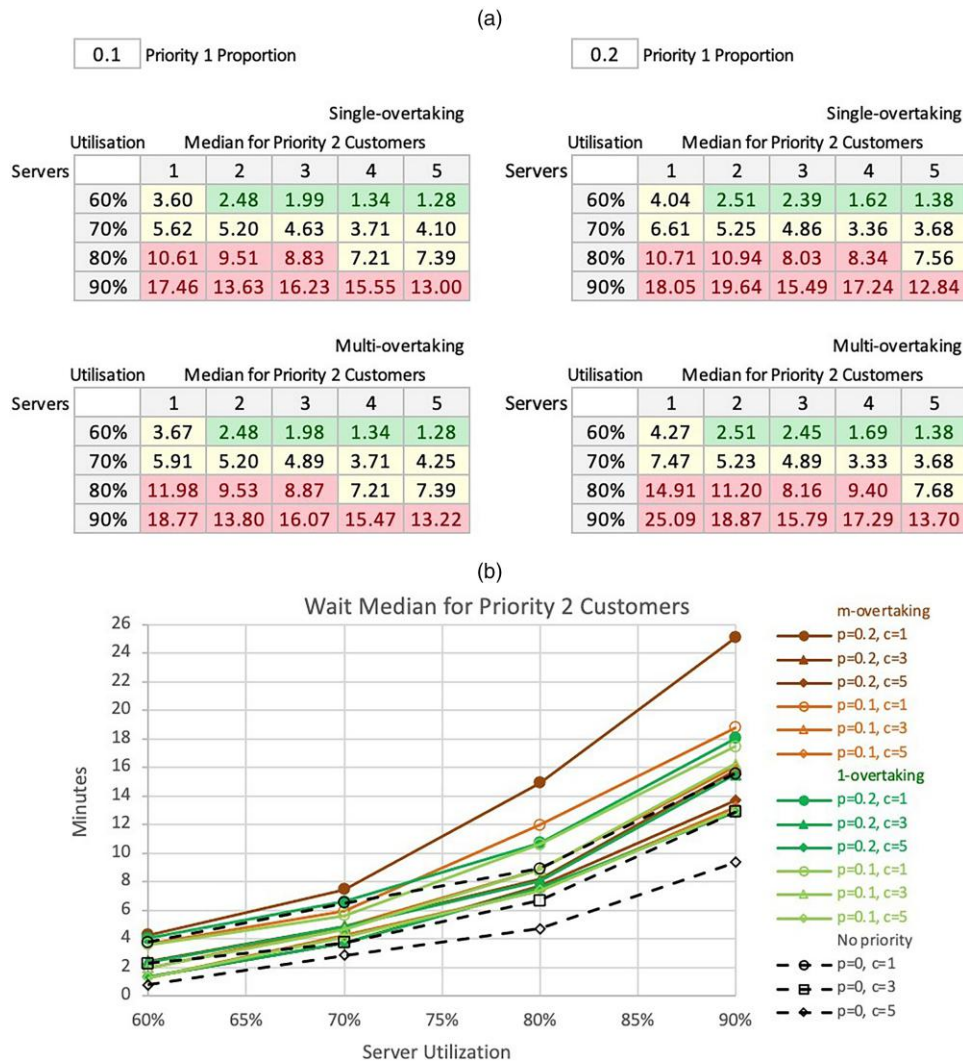 (a)
0.1 Priority 1 Proportion
Single-overtaking
Utilisation Median for Priority 2 Customers
Servers 1 2 3 4 5
60% 3.60 2.48 1.99 1.34 1.28
70% 5.62 5.20 4.63 3.71 4.10
80% 10.61 9.51 8.83 7.21 7.39
90% 17.46 13.63 16.23 15.55 13.00
Multi-overtaking
Utilisation Median for Priority 2 Customers
Servers 1 2 3 4 5
60% 3.67 2.48 1.98 1.34 1.28
70% 5.91 5.20 4.89 3.71 4.25
80% 11.98 9.53 8.87 7.21 7.39
90% 18.77 13.80 16.07 15.47 13.22
0.2 Priority 1 Proportion
Single-overtaking
Utilisation Median for Priority 2 Customers
Servers 1 2 3 4 5
60% 4.04 2.51 2.39 1.62 1.38
70% 6.61 5.25 4.86 3.36 3.68
80% 10.71 10.94 8.03 8.34 7.56
90% 18.05 19.64 15.49 17.24 12.84
Multi-overtaking
Utilisation Median for Priority 2 Customers
Servers 1 2 3 4 5
60% 4.27 2.51 2.45 1.69 1.38
70% 7.47 5.23 4.89 3.33 3.68
80% 14.91 11.20 8.16 9.40 7.68
90% 25.09 18.87 15.79 17.29 13.70
(b)
Wait Median for Priority 2 Customers
26
24
22
20
18
16
14
12
10
8
6
4
2
0
Minutes
60% 65% 70% 75% 80% 85% 90%
Server Utilization
m-overtaking
p=0.2, c=1
p=0.2, c=3
p=0.2, c=5
p=0.1, c=1
p=0.1, c=3
p=0.1, c=5
1-overtaking
p=0.2, c=1
p=0.2, c=3
p=0.2, c=5
p=0.1, c=1
p=0.1, c=3
p=0.1, c=5
No priority
p=0, c=1
p=0, c=3
p=0, c=5